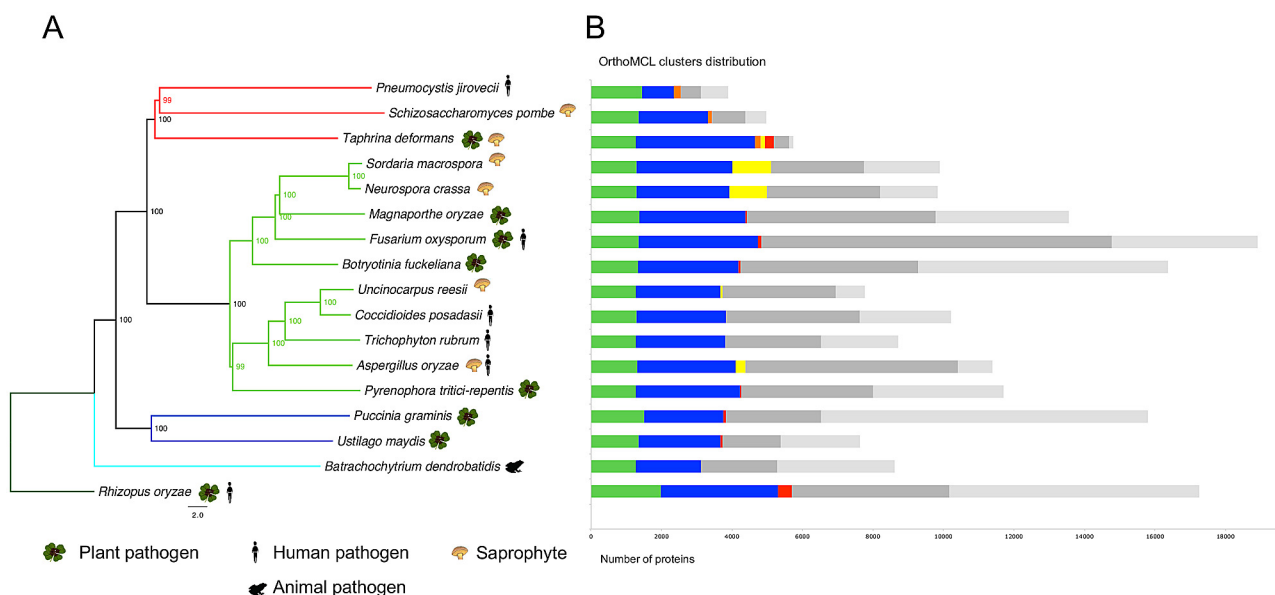 A
B
OrthoMCL clusters distribution
Pneumocystis jirovecii
99
100
Schizosaccharomyces pombe
Taphrina deformans
Sordaria macrospora
100
Neurospora crassa
100
Magnaporthe oryzae
100
100
Fusarium oxysporum
100
Botryotinia fuckeliana
Uncinocarpus reesii
100
100
Coccidioides posadasii
100
100
Trichophyton rubrum
100
Aspergillus oryzae
99
Pyrenophora tritici-repentis
Puccinia graminis
100
Ustilago maydis
Batrachochytrium dendrobatidis
Rhizopus oryzae
2.0
0 2000 4000 6000 8000 10000 12000 14000 16000 18000
Number of proteins
Plant pathogen Human pathogen Saprophyte
Animal pathogen